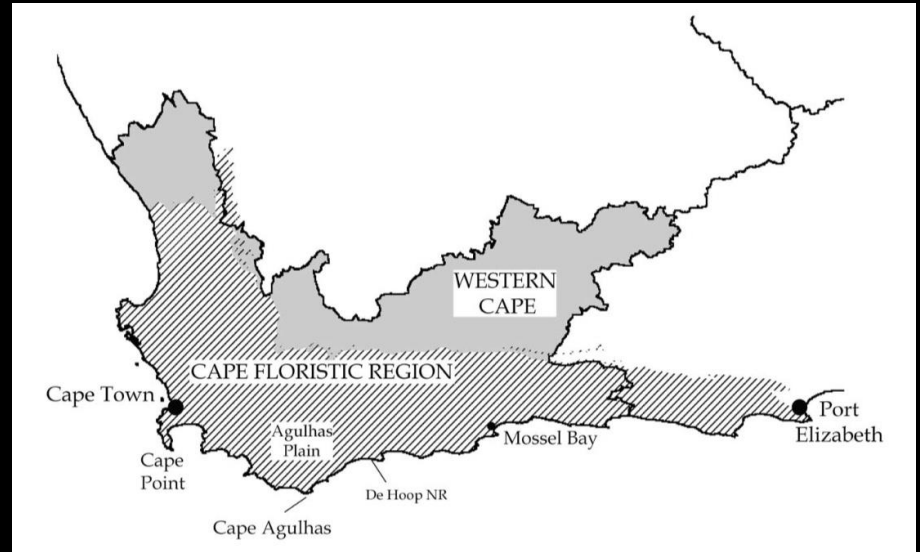 WESTERN
CAPE
CAPE FLORISTIC REGION
Cape Town
Port
Elizabeth
Agulhas
Plain
Mossel Bay
Cape
Point
De Hoop NR
Cape Agulhas